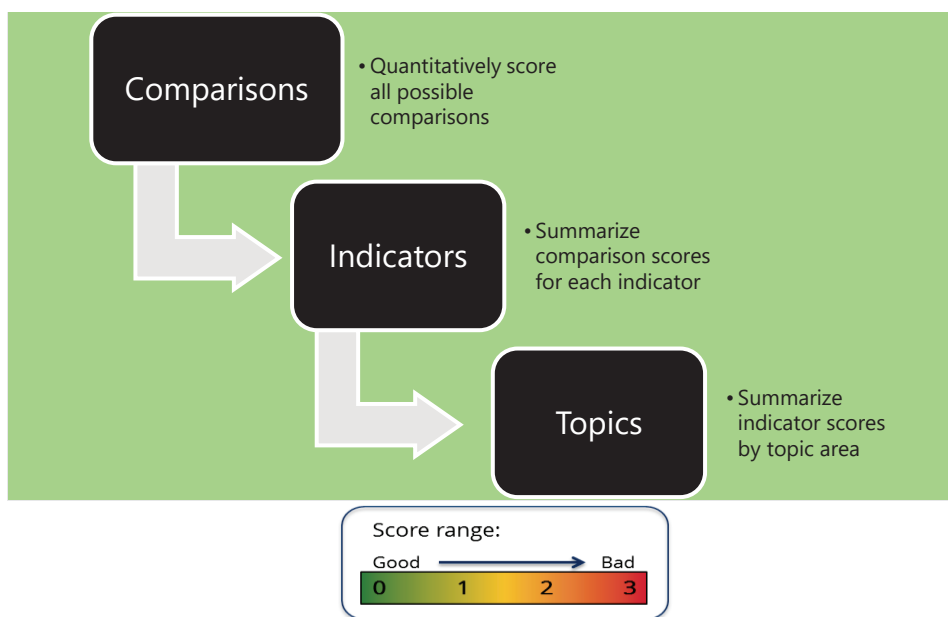 Comparisons
• Quantitatively score
all possible
comparisons
Indicators
• Summarize
comparison scores
for each indicator
Topics
• Summarize
indicator scores
by topic area
Score range:
Good Bad
0 1 2 3